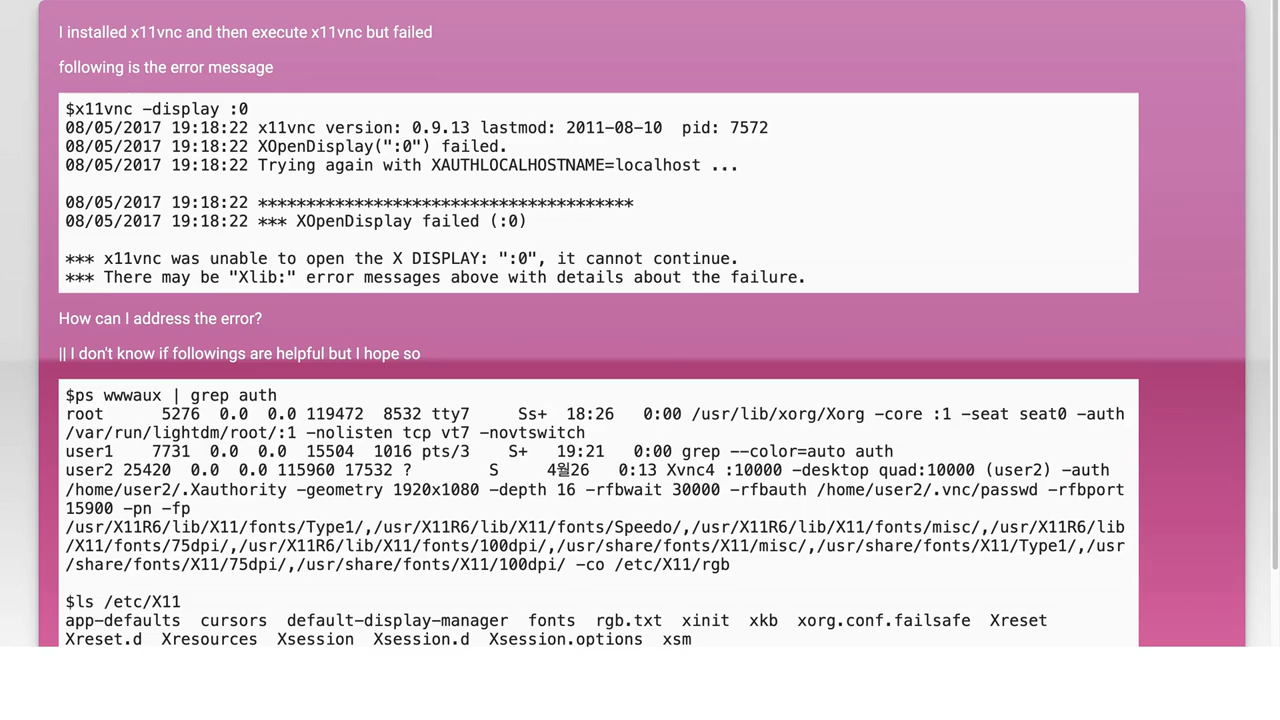 I installed x11vnc and then execute x11vnc but failed
following is the error message
$x11vnc -display :0
08/05/2017 19:18:22 x11vnc version: 0.9.13 lastmod: 2011-08-10  pid: 7572
08/05/2017 19:18:22 XOpenDisplay(":0") failed.
08/05/2017 19:18:22 Trying again with XAUTHLOCALHOSTNAME=localhost ...
08/05/2017 19:18:22 ***************************************
08/05/2017 19:18:22 *** XOpenDisplay failed (:0)
*** x11vnc was unable to open the X DISPLAY: ":0", it cannot continue.
*** There may be "Xlib:" error messages above with details about the failure.
How can I address the error?
|| I don't know if followings are helpful but I hope so
$ps wwwaux | grep auth
root      5276  0.0  0.0 119472  8532 tty7     Ss+  18:26   0:00 /usr/lib/xorg/Xorg -core :1 -seat seat0 -auth
/var/run/lightdm/root/:1 -nolisten tcp vt7 -novtswitch
user1    7731  0.0  0.0  15504  1016 pts/3    S+   19:21   0:00 grep --color=auto auth
user2 25420  0.0  0.0 115960 17532 ?        S     4월26   0:13 Xvnc4 :10000 -desktop quad:10000 (user2) -auth
/home/user2/.Xauthority -geometry 1920x1080 -depth 16 -rfbwait 30000 -rfbauth /home/user2/.vnc/passwd -rfbport
15900 -pn -fp
/usr/X11R6/lib/X11/fonts/Type1/,/usr/X11R6/lib/X11/fonts/Speedo/,/usr/X11R6/lib/X11/fonts/misc/,/usr/X11R6/lib
/X11/fonts/75dpi/,/usr/X11R6/lib/X11/fonts/100dpi/,/usr/share/fonts/X11/misc/,/usr/share/fonts/X11/Type1/,/usr
/share/fonts/X11/75dpi/,/usr/share/fonts/X11/100dpi/ -co /etc/X11/rgb
$ls /etc/X11
app-defaults  cursors  default-display-manager  fonts  rgb.txt  xinit  xkb  xorg.conf.failsafe  Xreset
Xreset.d  Xresources  Xsession  Xsession.d  Xsession.options  xsm